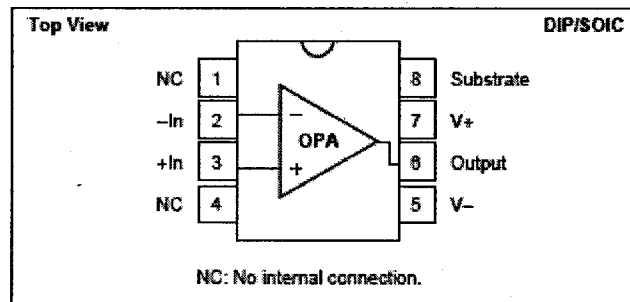 Top View DIP/SOIC
NC 1 8 Substrate
–In 2 – 7 V+
OPA
+In 3 + 6 Output
NC 4 5 V–
NC: No internal connection.